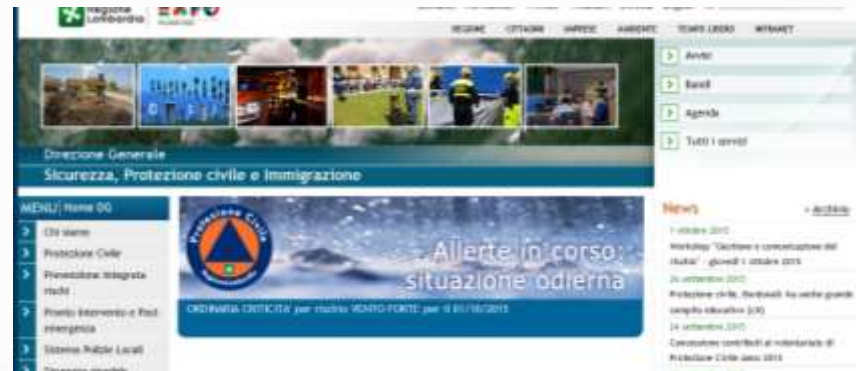 Regione
Lombardia
EXPO
REGIONE CITTADINI IMPRESE AMBIENTE TEMPO LIBERO INTRANET
Avvisi
Bandi
Agenda
Tutti i servizi
Direzione Generale
Sicurezza, Protezione civile e Immigrazione
MENU| Home DG
Chi siamo
Protezione Civile
Prevenzione integrata
rischi
Pronto intervento e Post
emergenza
Sistema Polizie Locali
Protezione Civile
Allerte in corso:
situazione odierna
ORDINARIA CRITICITA' per rischio VENTO FORTE per il 01/10/2015
News
» Archivio
1 ottobre 2015
Workshop "Gestione e comunicazione del
rischio" - giovedì 1 ottobre 2015
settembre 2015
Protezione civile, Bordonali: ha anche grande
compito educativo
24 settembre 2015
Concessione contributi al volontariato di
Protezione Civile anno 2015